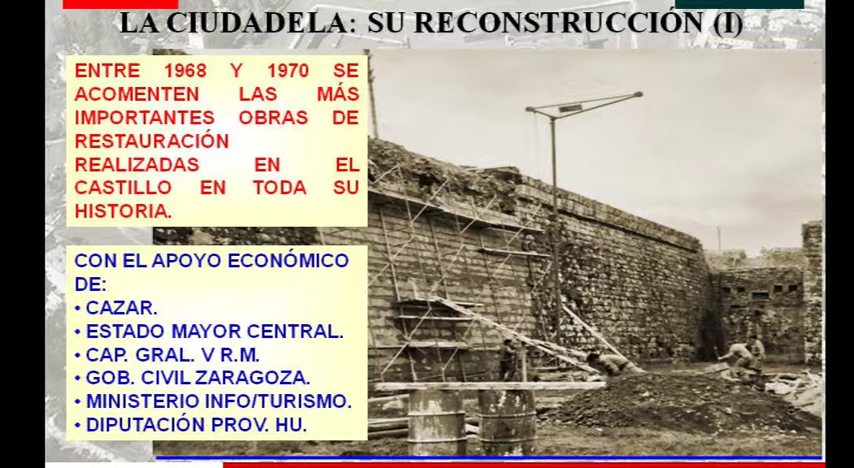 LA CIUDADELA: SU RECONSTRUCCIÓN (I)
ENTRE 1968 Y 1970 SE
ACOMENTEN LAS MÁS
IMPORTANTES OBRAS DE
RESTAURACIÓN
REALIZADAS EN EL
CASTILLO EN TODA SU
HISTORIA.
CON EL APOYO ECONÓMICO
DE:
• CAZAR.
• ESTADO MAYOR CENTRAL.
• CAP. GRAL. V R.M.
• GOB. CIVIL ZARAGOZA.
• MINISTERIO INFO/TURISMO.
• DIPUTACIÓN PROV. HU.